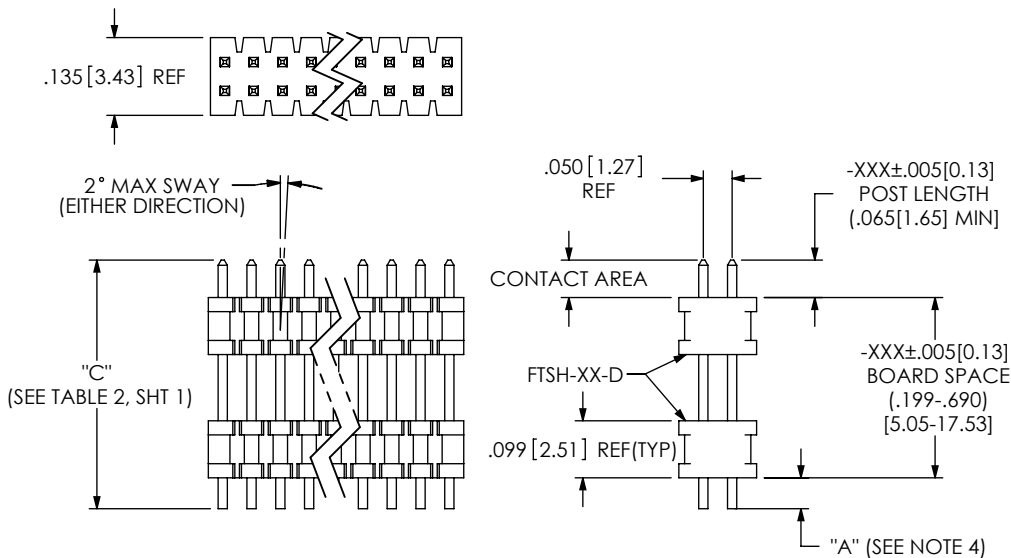 .135[3.43] REF
2° MAX SWAY
(EITHER DIRECTION)
"C"
(SEE TABLE 2, SHT 1)
.050 [1.27]
REF
-XXX±.005[0.13]
POST LENGTH
(.065[1.65] MIN]
CONTACT AREA
FTSH-XX-D
-XXX±.005[0.13]
BOARD SPACE
(.199-.690)
[5.05-17.53]
.099 [2.51] REF(TYP)
"A" (SEE NOTE 4)